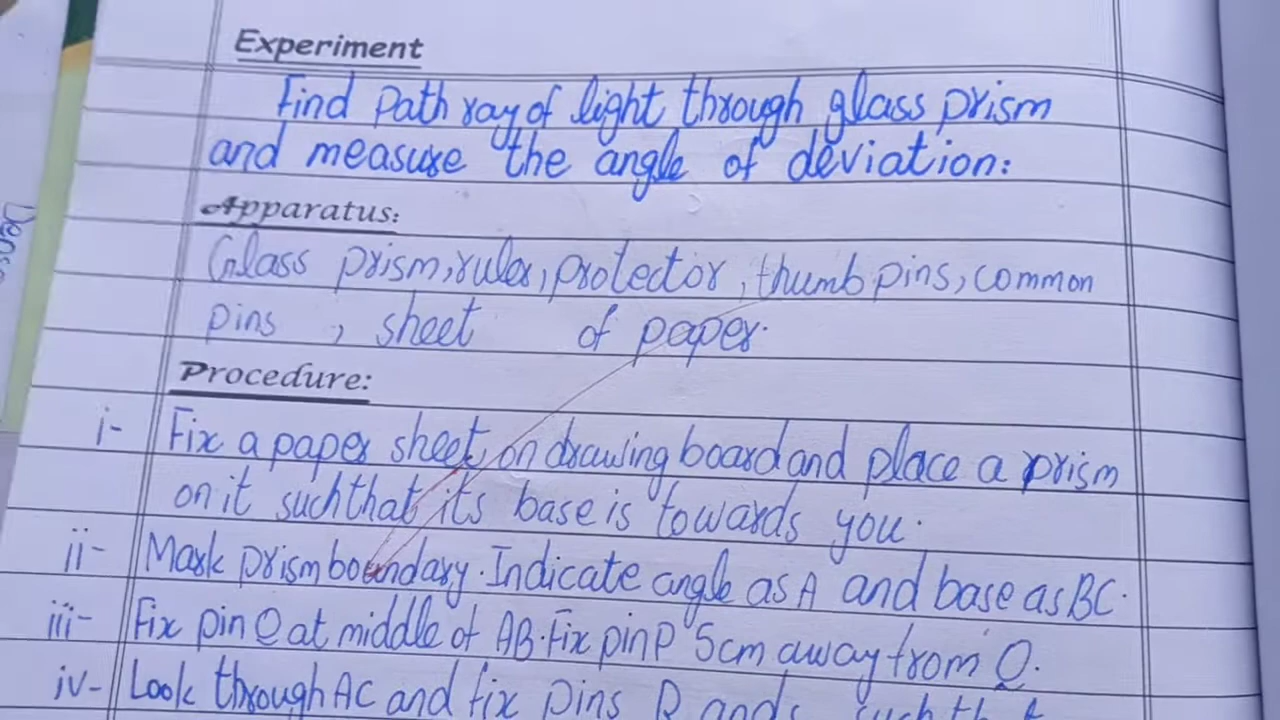 Experiment
Find Path ray of light through glass prism
and measure the angle of deviation:
Apparatus:
Glass prism, ruler, protector, thumb pins, common
pins , sheet of paper.
Procedure:
i- Fix a paper sheet on drawing board and place a prism
on it such that its base is towards you.
ii- Mark prism boundary. Indicate angle as A and base as BC.
iii- Fix pin Q at middle of AB. Fix pin P 5cm away from Q.
iv- Look through AC and fix pins R and S such that